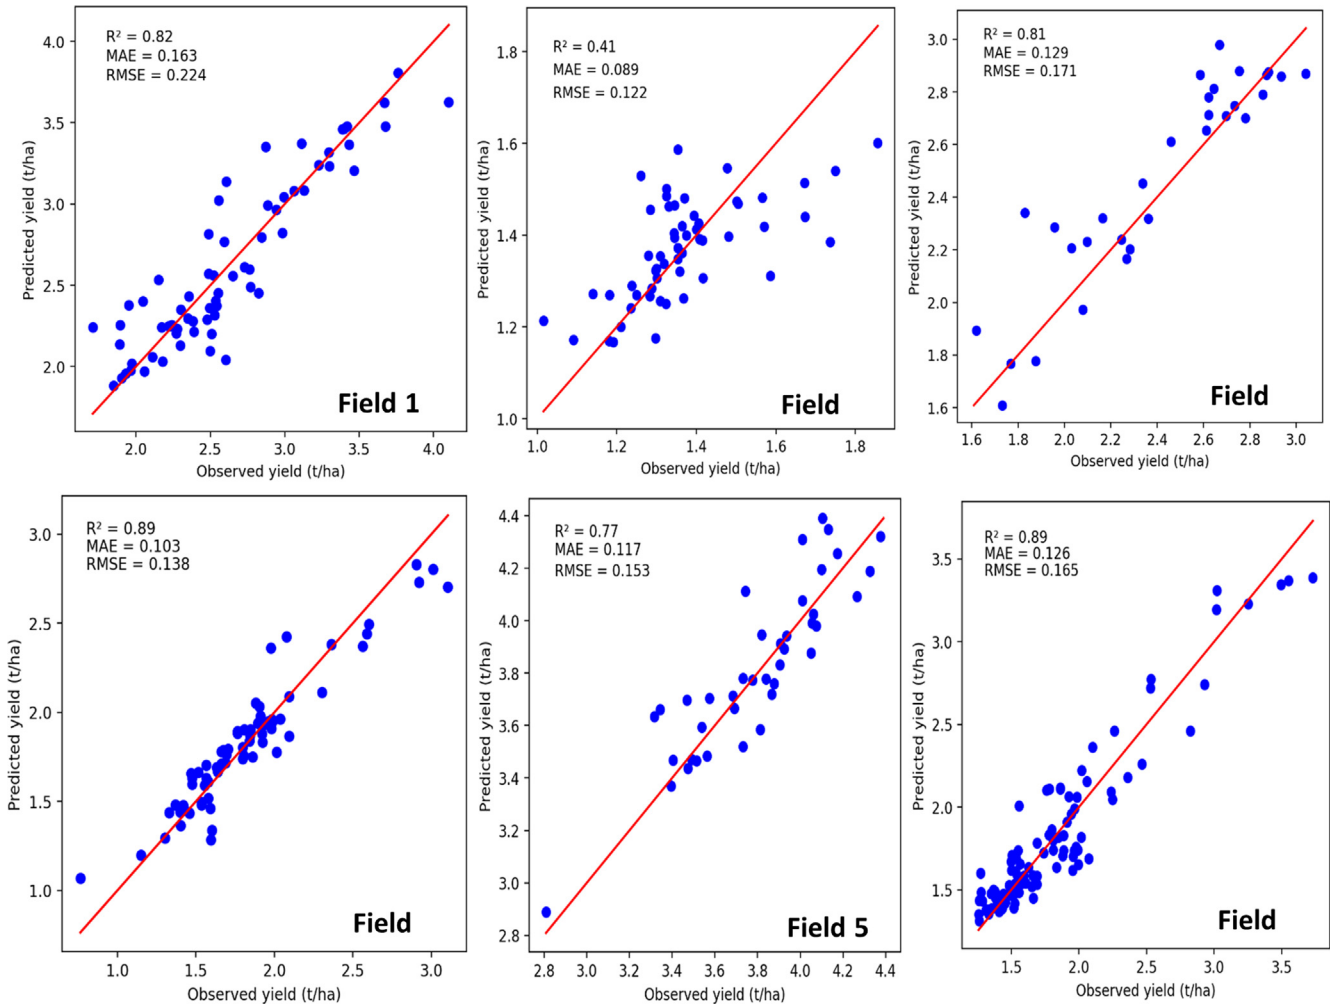 R² = 0.82
MAE = 0.163
RMSE = 0.224
4.0
3.5
3.0
2.5
2.0
Predicted yield (t/ha)
Field 1
2.0 2.5 3.0 3.5 4.0
Observed yield (t/ha)
R² = 0.41
MAE = 0.089
RMSE = 0.122
1.8
1.6
1.4
1.2
1.0
Predicted yield (t/ha)
Field
1.0 1.2 1.4 1.6 1.8
Observed yield (t/ha)
R² = 0.81
MAE = 0.129
RMSE = 0.171
3.0
2.8
2.6
2.4
2.2
2.0
1.8
1.6
Predicted yield (t/ha)
Field
1.6 1.8 2.0 2.2 2.4 2.6 2.8 3.0
Observed yield (t/ha)
R² = 0.89
MAE = 0.103
RMSE = 0.138
3.0
2.5
2.0
1.5
1.0
Predicted yield (t/ha)
Field
1.0 1.5 2.0 2.5 3.0
Observed yield (t/ha)
R² = 0.77
MAE = 0.117
RMSE = 0.153
4.4
4.2
4.0
3.8
3.6
3.4
3.2
3.0
2.8
Predicted yield (t/ha)
Field 5
2.8 3.0 3.2 3.4 3.6 3.8 4.0 4.2 4.4
Observed yield (t/ha)
R² = 0.89
MAE = 0.126
RMSE = 0.165
3.5
3.0
2.5
2.0
1.5
Predicted yield (t/ha)
Field
1.5 2.0 2.5 3.0 3.5
Observed yield (t/ha)